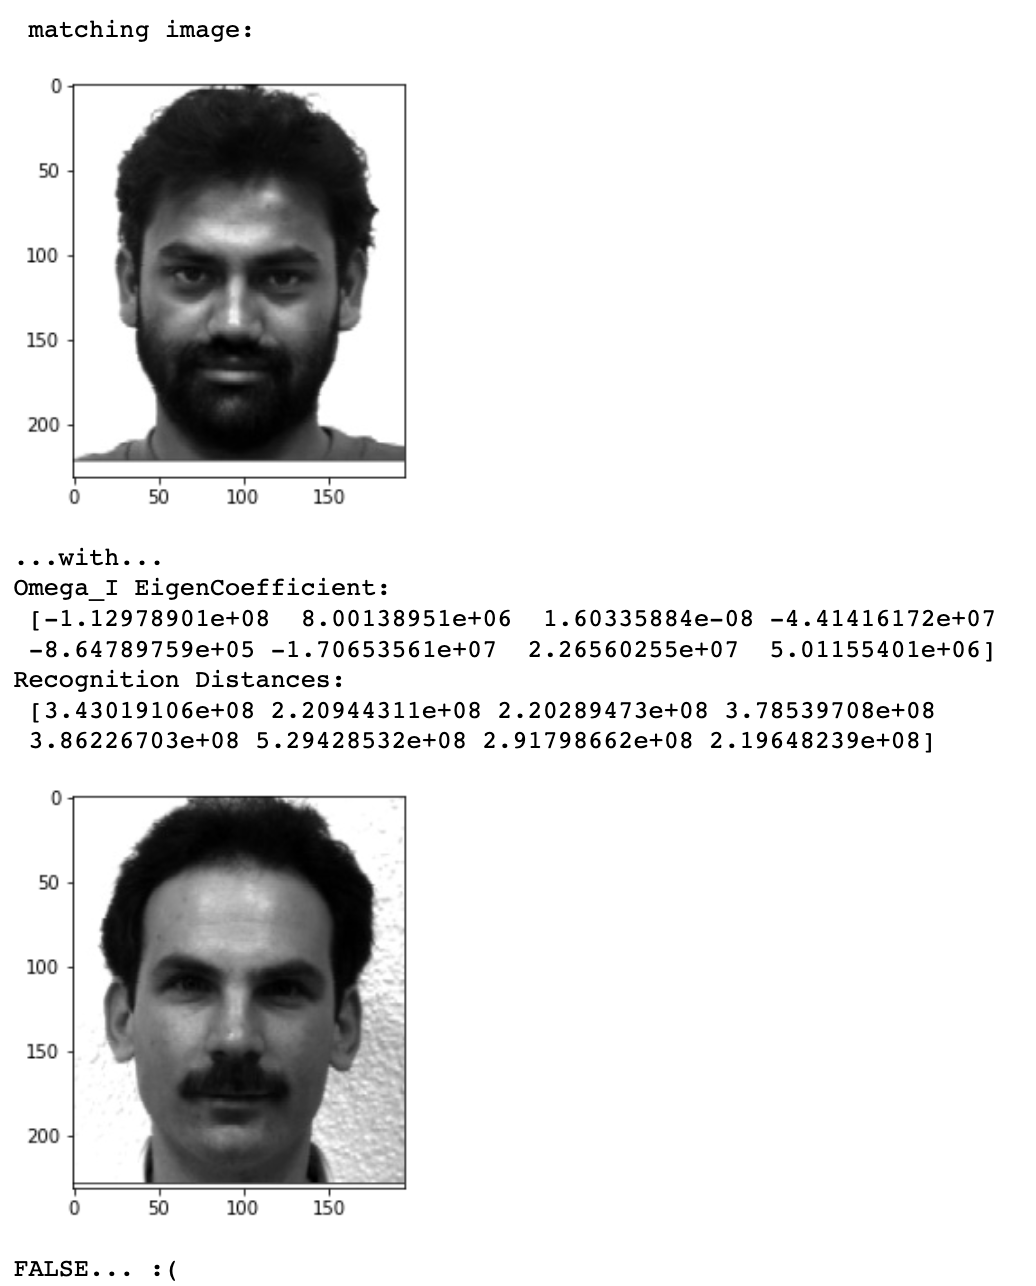 matching image:
0
50
100
150
200
0 50 100 150
...with...
Omega_I EigenCoefficient:
[-1.12978901e+08 8.00138951e+06 1.60335884e-08 -4.41416172e+07
-8.64789759e+05 -1.70653561e+07 2.26560255e+07 5.01155401e+06]
Recognition Distances:
[3.43019106e+08 2.20944311e+08 2.20289473e+08 3.78539708e+08
3.86226703e+08 5.29428532e+08 2.91798662e+08 2.19648239e+08]
0
50
100
150
200
0 50 100 150
FALSE... :(